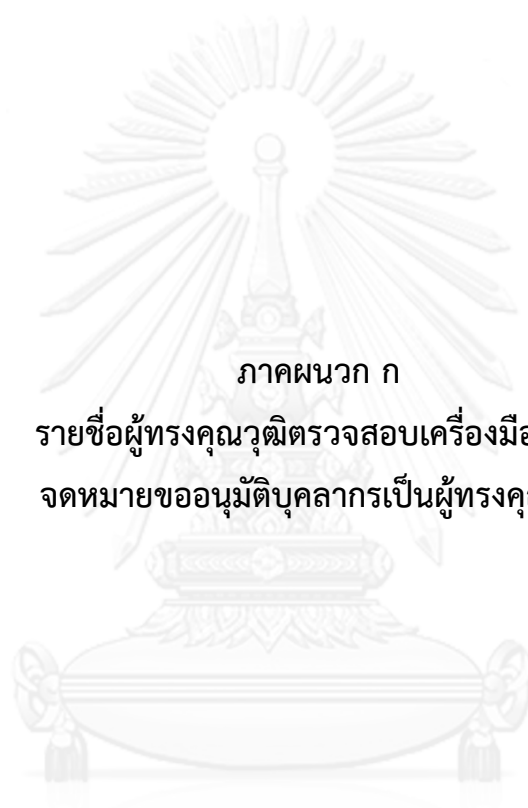 ภาคผนวก ก
รายชื่อผู้ทรงคุณวุฒิตรวจสอบเครื่องมือ
จดหมายขออนุมัติบุคลากรเป็นผู้ทรง